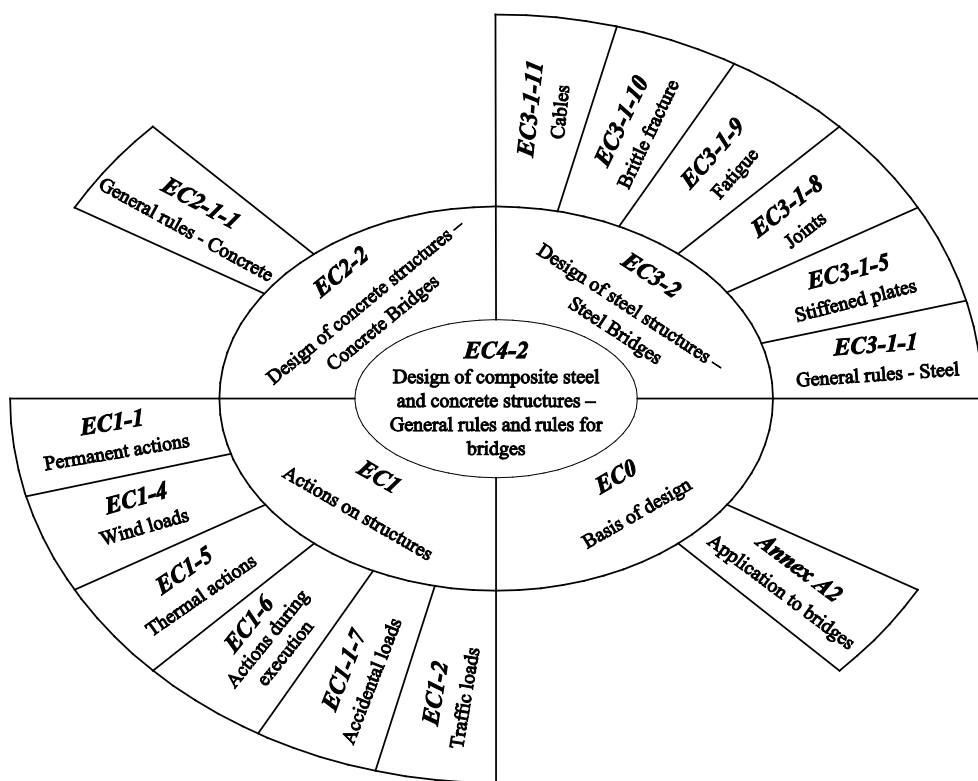 EC3-1-11
Cables
EC3-1-10
Brittle fracture
EC3-1-9
Fatigue
EC3-1-8
Joints
EC3-1-5
Stiffened plates
EC3-1-1
General rules - Steel
EC2-1-1
General rules - Concrete
EC2-2
Design of concrete structures –
Concrete Bridges
EC3-2
Design of steel structures –
Steel Bridges
EC4-2
Design of composite steel
and concrete structures –
General rules and rules for
bridges
EC1
Actions on structures
EC0
Basis of design
EC1-1
Permanent actions
EC1-4
Wind loads
EC1-5
Thermal actions
EC1-6
Actions during
execution
EC1-1-7
Accidental loads
EC1-2
Traffic loads
Annex A2
Application to bridges